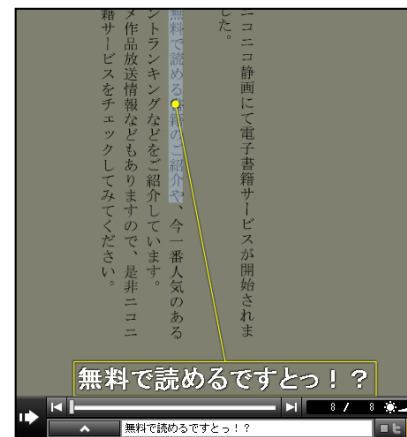 ニコニコ静画にて電子書籍サービスが開始されま
した。
無料で読める書籍のご紹介や、今一番人気のある
ントランキングなどをご紹介しています。
メ作品放送情報などもありますので、是非ニコニ
籍サービスをチェックしてみてください。
無料で読めるですとっ！？
8 / 8
無料で読めるですとっ！？